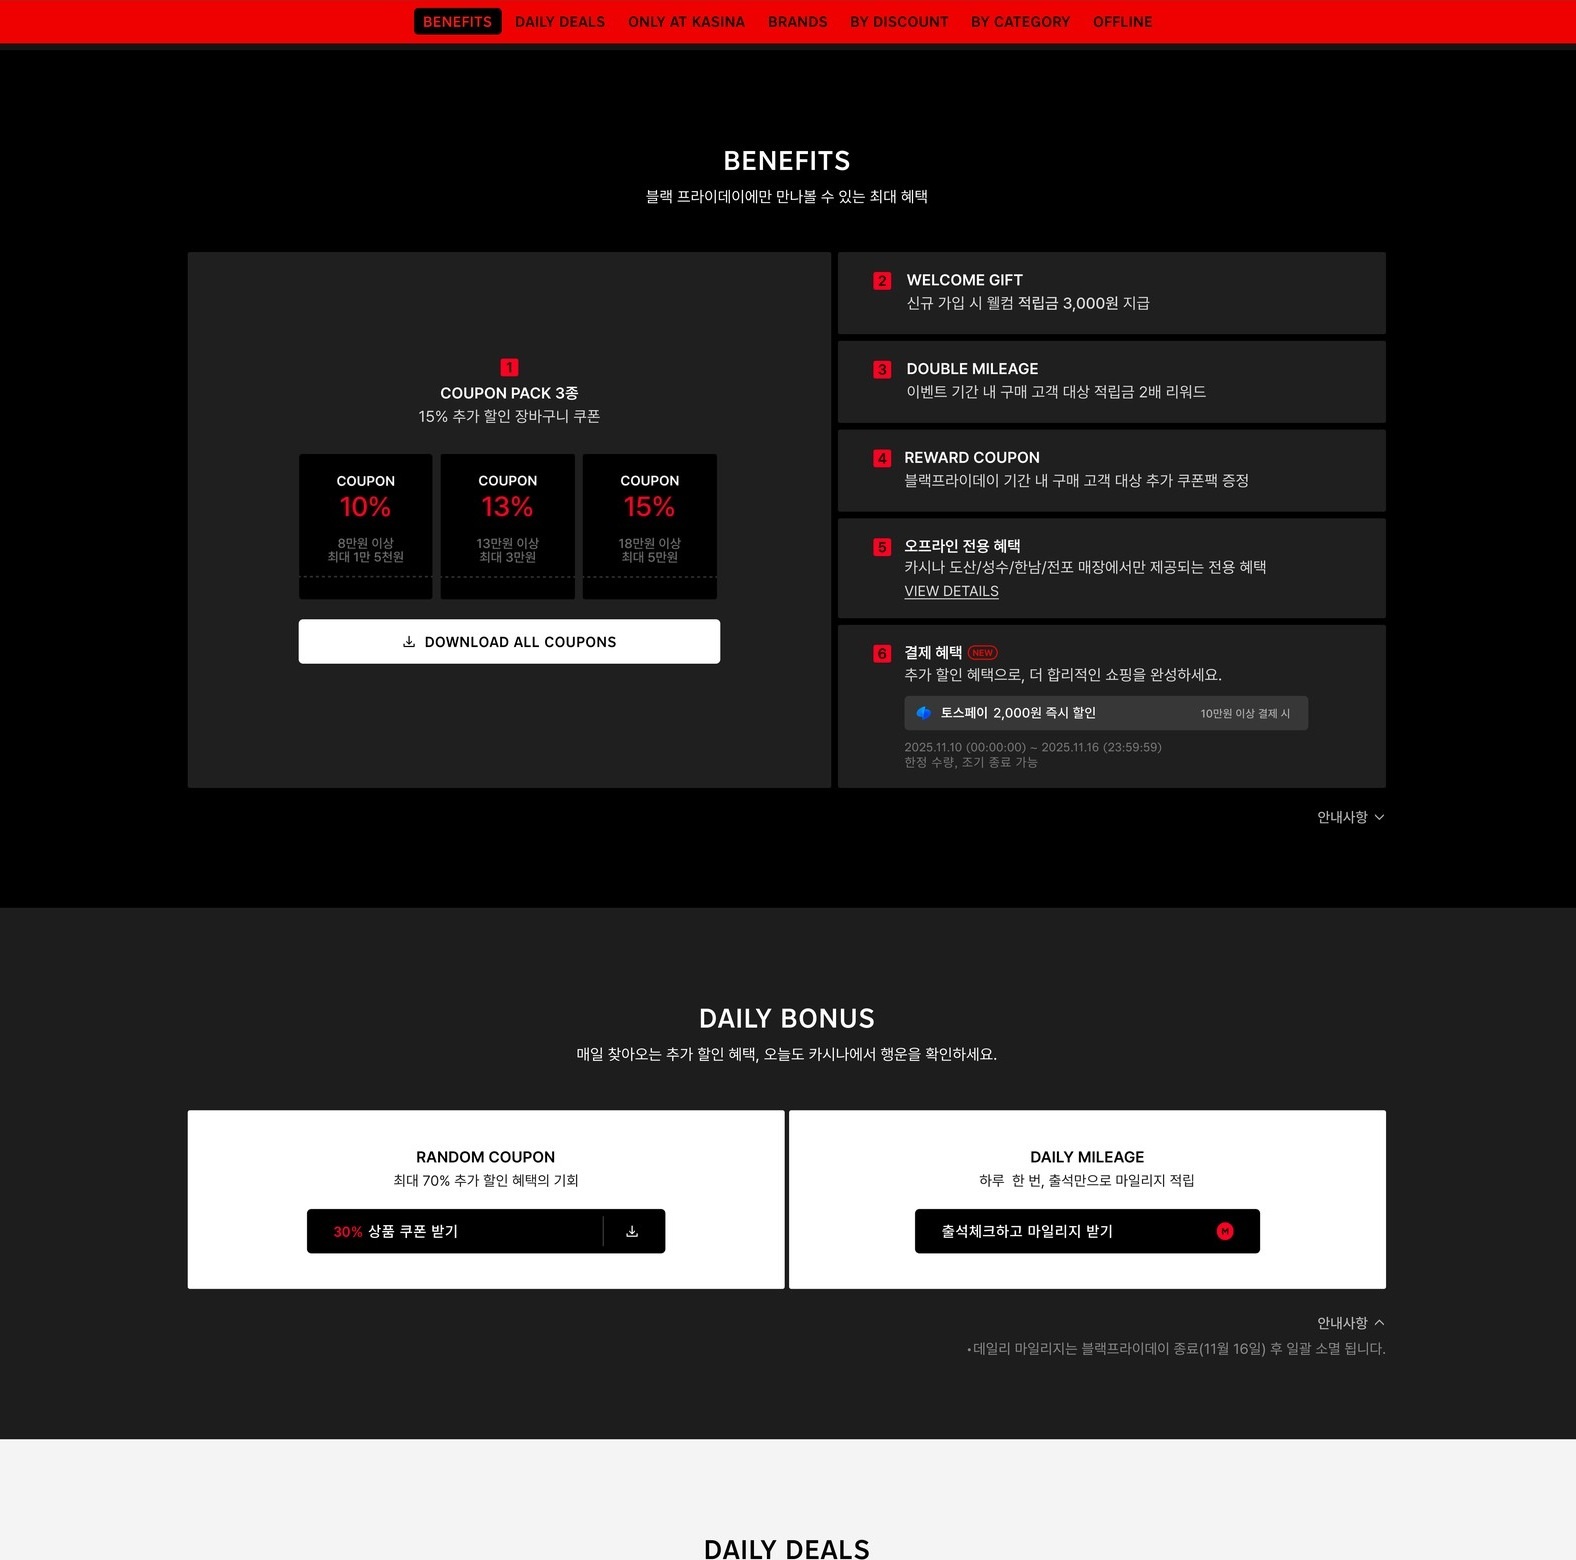 BENEFITS DAILY DEALS ONLY AT KASINA BRANDS BY DISCOUNT BY CATEGORY OFFLINE
BENEFITS
블랙 프라이데이에만 만나볼 수 있는 최대 혜택
1
COUPON PACK 3종
15% 추가 할인 장바구니 쿠폰
COUPON
10%
8만원 이상
최대 1만 5천원
COUPON
13%
13만원 이상
최대 3만원
COUPON
15%
18만원 이상
최대 5만원
DOWNLOAD ALL COUPONS
2 WELCOME GIFT
신규 가입 시 웰컴 적립금 3,000원 지급
3 DOUBLE MILEAGE
이벤트 기간 내 구매 고객 대상 적립금 2배 리워드
4 REWARD COUPON
블랙프라이데이 기간 내 구매 고객 대상 추가 쿠폰팩 증정
5 오프라인 전용 혜택
카시나 도산/성수/한남/전포 매장에서만 제공되는 전용 혜택
VIEW DETAILS
6 결제 혜택 NEW
추가 할인 혜택으로, 더 합리적인 쇼핑을 완성하세요.
토스페이 2,000원 즉시 할인 10만원 이상 결제 시
2025.11.10 (00:00:00) ~ 2025.11.16 (23:59:59)
한정 수량, 조기 종료 가능
안내사항
DAILY BONUS
매일 찾아오는 추가 할인 혜택, 오늘도 카시나에서 행운을 확인하세요.
RANDOM COUPON
최대 70% 추가 할인 혜택의 기회
30% 상품 쿠폰 받기
DAILY MILEAGE
하루 한 번, 출석만으로 마일리지 적립
출석체크하고 마일리지 받기 M
안내사항
•데일리 마일리지는 블랙프라이데이 종료(11월 16일) 후 일괄 소멸 됩니다.
DAILY DEALS